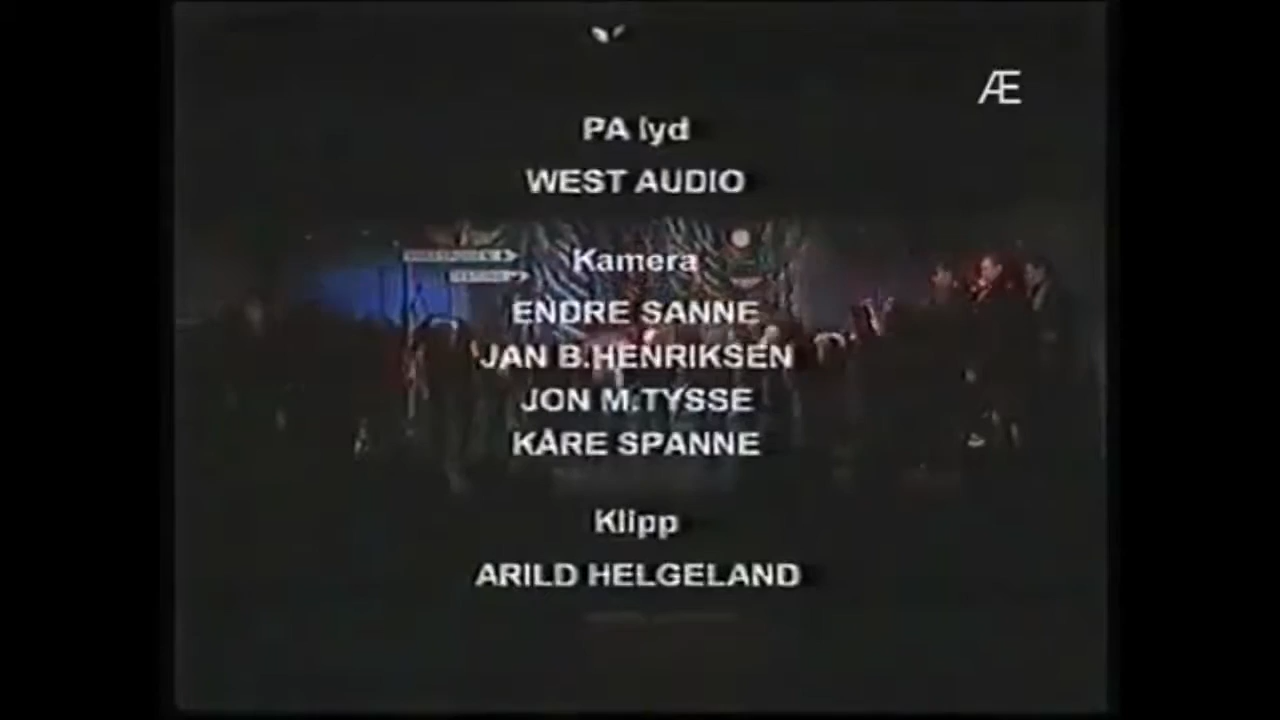 Æ
PA lyd
WEST AUDIO
Kamera
ENDRE SANNE
JAN B.HENRIKSEN
JON M.TYSSE
KÅRE SPANNE
Klipp
ARILD HELGELAND